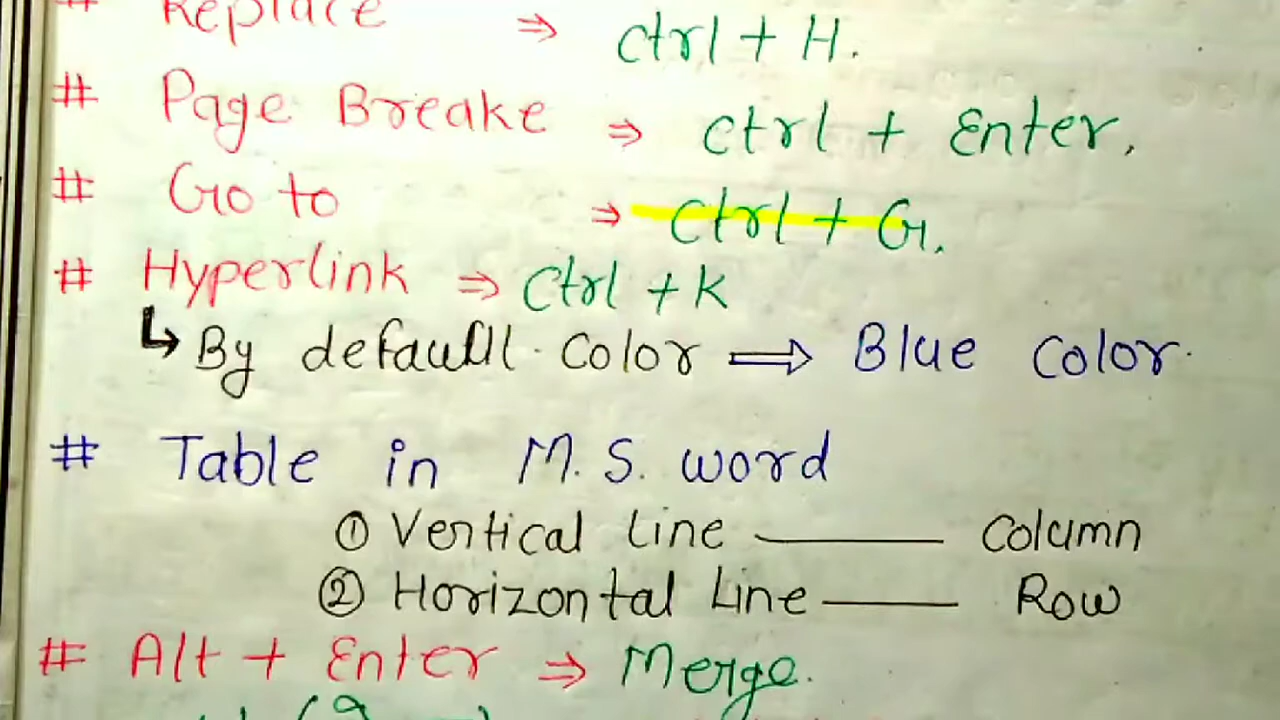 # Replace ⇒ Ctrl + H.
# Page Breake ⇒ Ctrl + Enter.
# Go to ⇒ Ctrl + G.
# Hyperlink ⇒ Ctrl + K
↳ By default color ⟹ Blue color.
# Table in M.S. word
① Vertical line —— Column
② Horizontal Line —— Row
# Alt + Enter ⇒ Merge.